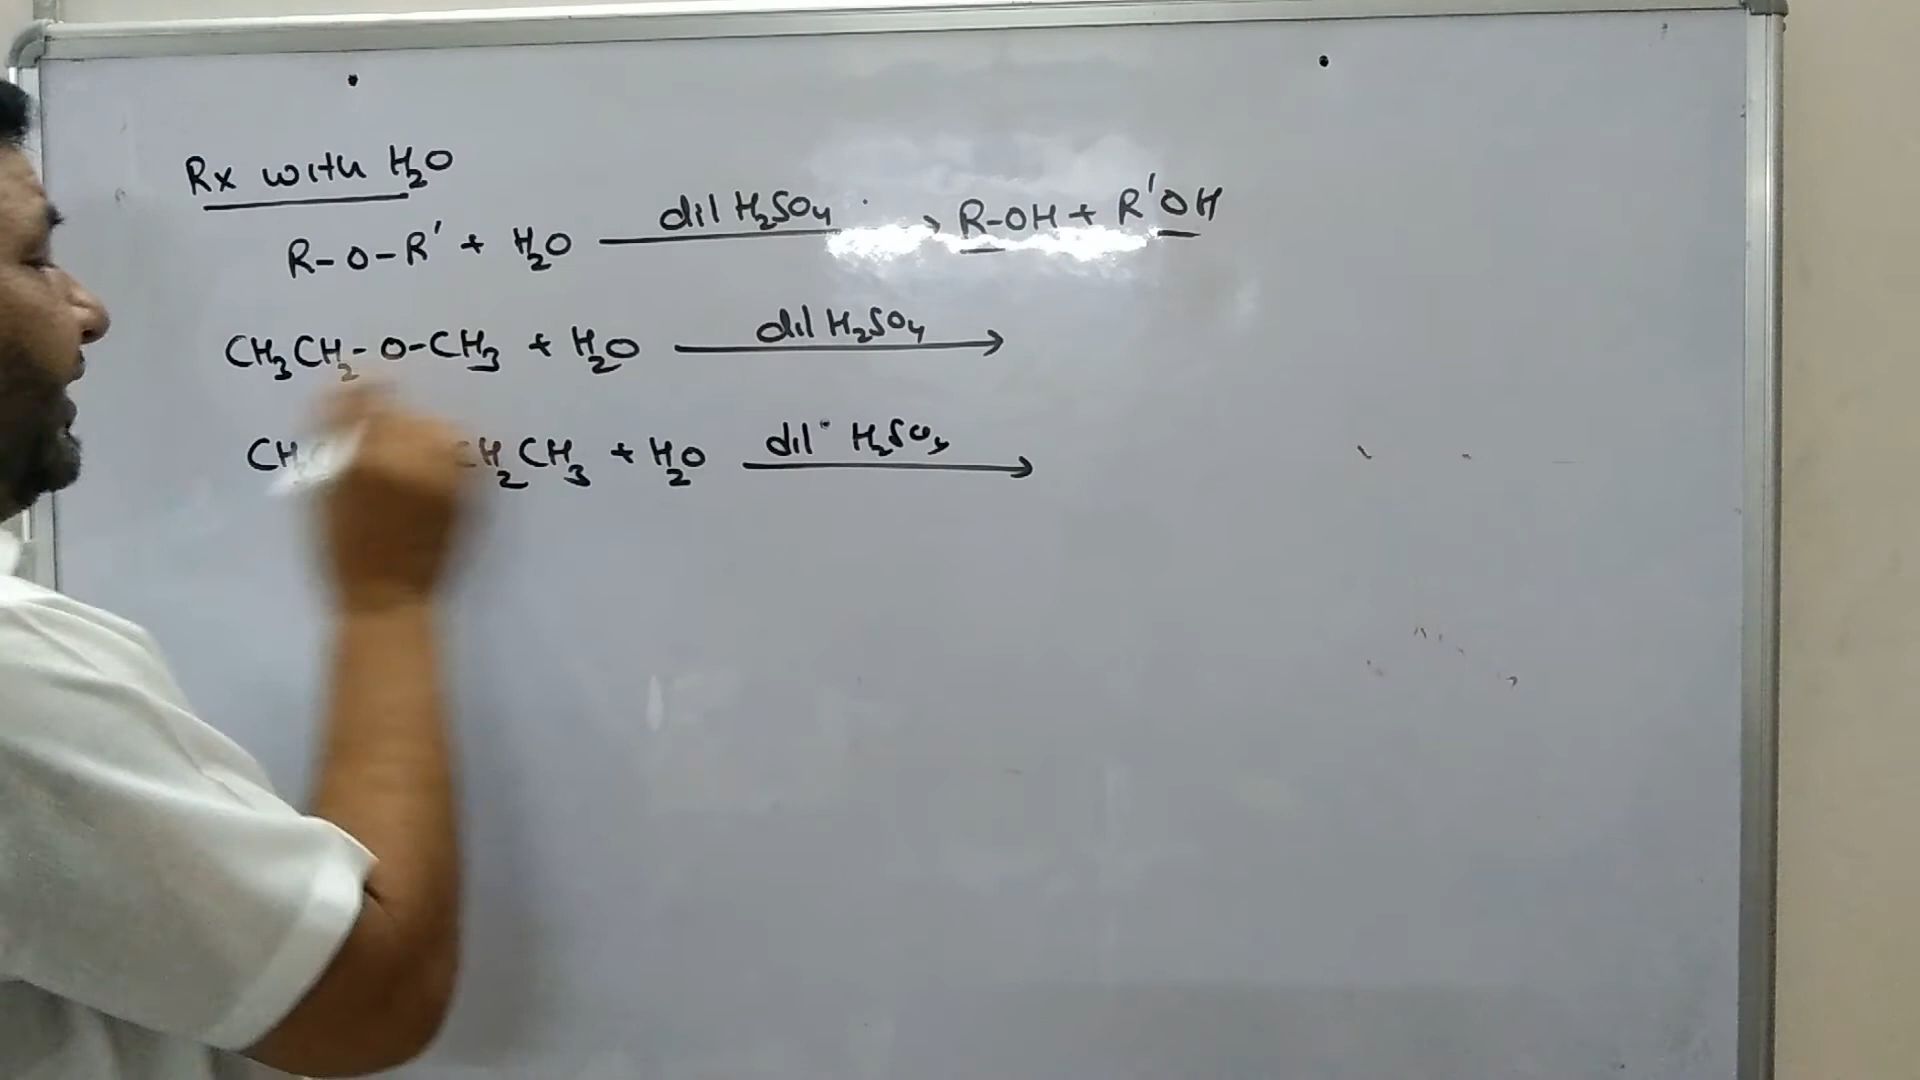 Rx with H₂O
R-O-R' + H₂O dil H₂SO₄ → R-OH + R'OH
CH₃CH₂-O-CH₃ + H₂O dil H₂SO₄ →
CH₂CH₃ + H₂O dil H₂SO₄ →